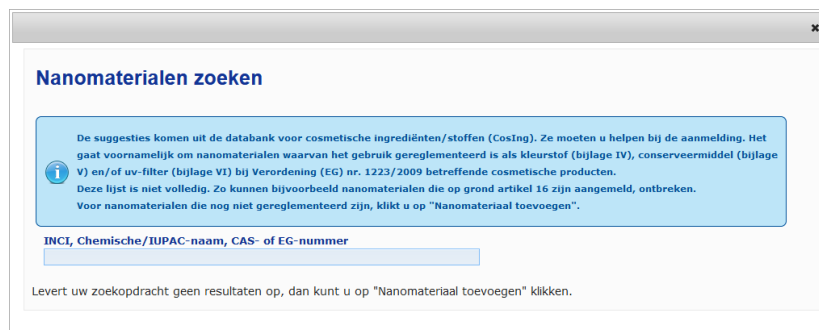 ×
Nanomaterialen zoeken
De suggesties komen uit de databank voor cosmetische ingrediënten/stoffen (CosIng). Ze moeten u helpen bij de aanmelding. Het
gaat voornamelijk om nanomaterialen waarvan het gebruik gereglementeerd is als kleurstof (bijlage IV), conserveermiddel (bijlage
V) en/of uv-filter (bijlage VI) bij Verordening (EG) nr. 1223/2009 betreffende cosmetische producten.
Deze lijst is niet volledig. Zo kunnen bijvoorbeeld nanomaterialen die op grond artikel 16 zijn aangemeld, ontbreken.
Voor nanomaterialen die nog niet gereglementeerd zijn, klikt u op "Nanomateriaal toevoegen".
INCI, Chemische/IUPAC-naam, CAS- of EG-nummer
Levert uw zoekopdracht geen resultaten op, dan kunt u op "Nanomateriaal toevoegen" klikken.